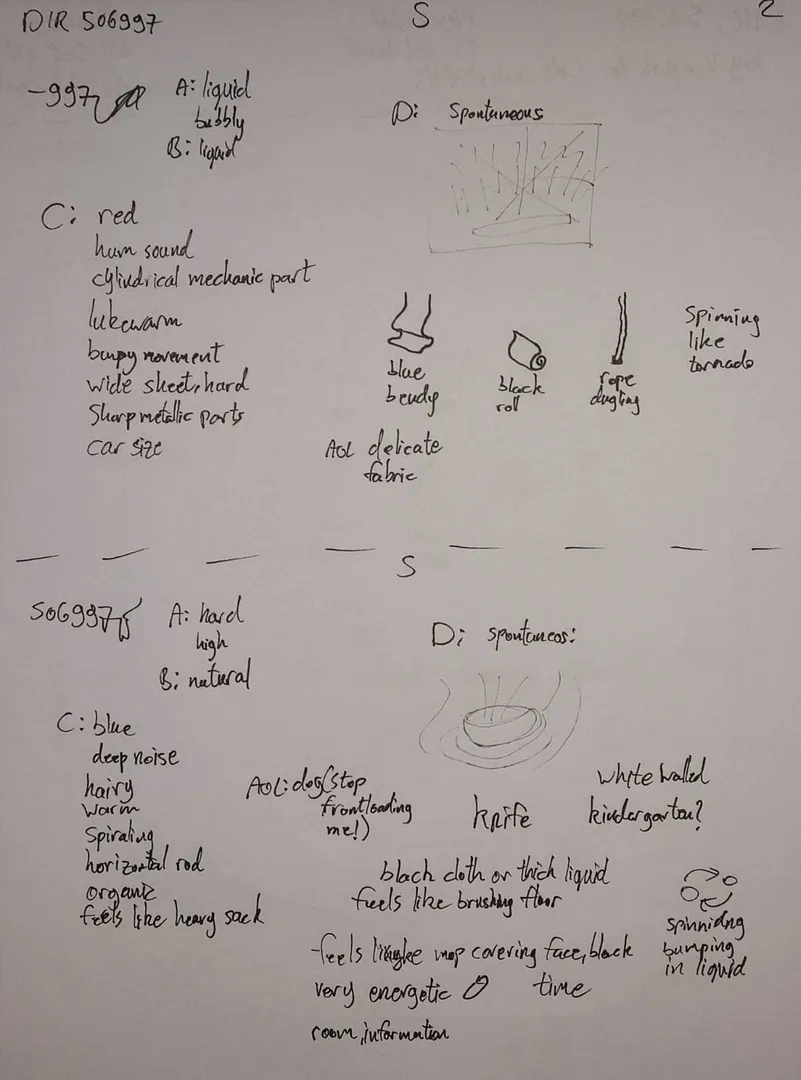 DIR 506997
S
2
-997
A: liquid
bubbly
B: liquid
C: red
hum sound
cylindrical mechanic part
lukewarm
bumpy movement
wide sheet, hard
Sharp metallic parts
car size
D: Spontaneous
blue
bendy
black
roll
rope
dugling
Spinning
like
tornado
AOL delicate
fabric
S
506997
A: hard
high
B: natural
C: blue
deep noise
hairy
warm
Spiraling
horizontal rod
organic
feels like heavy sack
D: spontaneos:
AOL: dog (stop
frontloading
me!)
knife
white walled
kindergarten?
black cloth or thick liquid
feels like brushing floor
feels like mop covering face, black
very energetic
time
room, information
spinnidng
bumping
in liquid